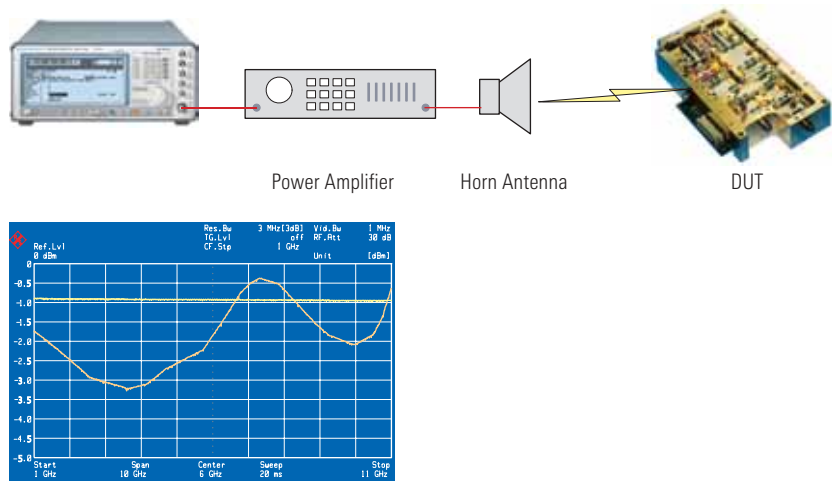 Power Amplifier Horn Antenna DUT
Res.Bw 3 MHz[3dB] Vid.Bw 1 MHz
TG.Lvl off RF.Att 30 dB
Ref.Lvl CF.Stp 1 GHz
0 dBm Unit [dBm]
0
-0.5
-1.0
-1.5
-2.0
-2.5
-3.0
-3.5
-4.0
-4.5
-5.0
Start Span Center Sweep Stop
1 GHz 10 GHz 6 GHz 20 ms 11 GHz